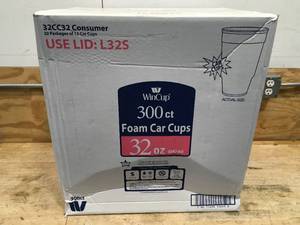 32CC32 Consumer
20 Packages of 15 Car Cups
USE LID: L32S
ACTUAL SIZE
WinCup
300 ct
Foam Car Cups
32 oz
300ct